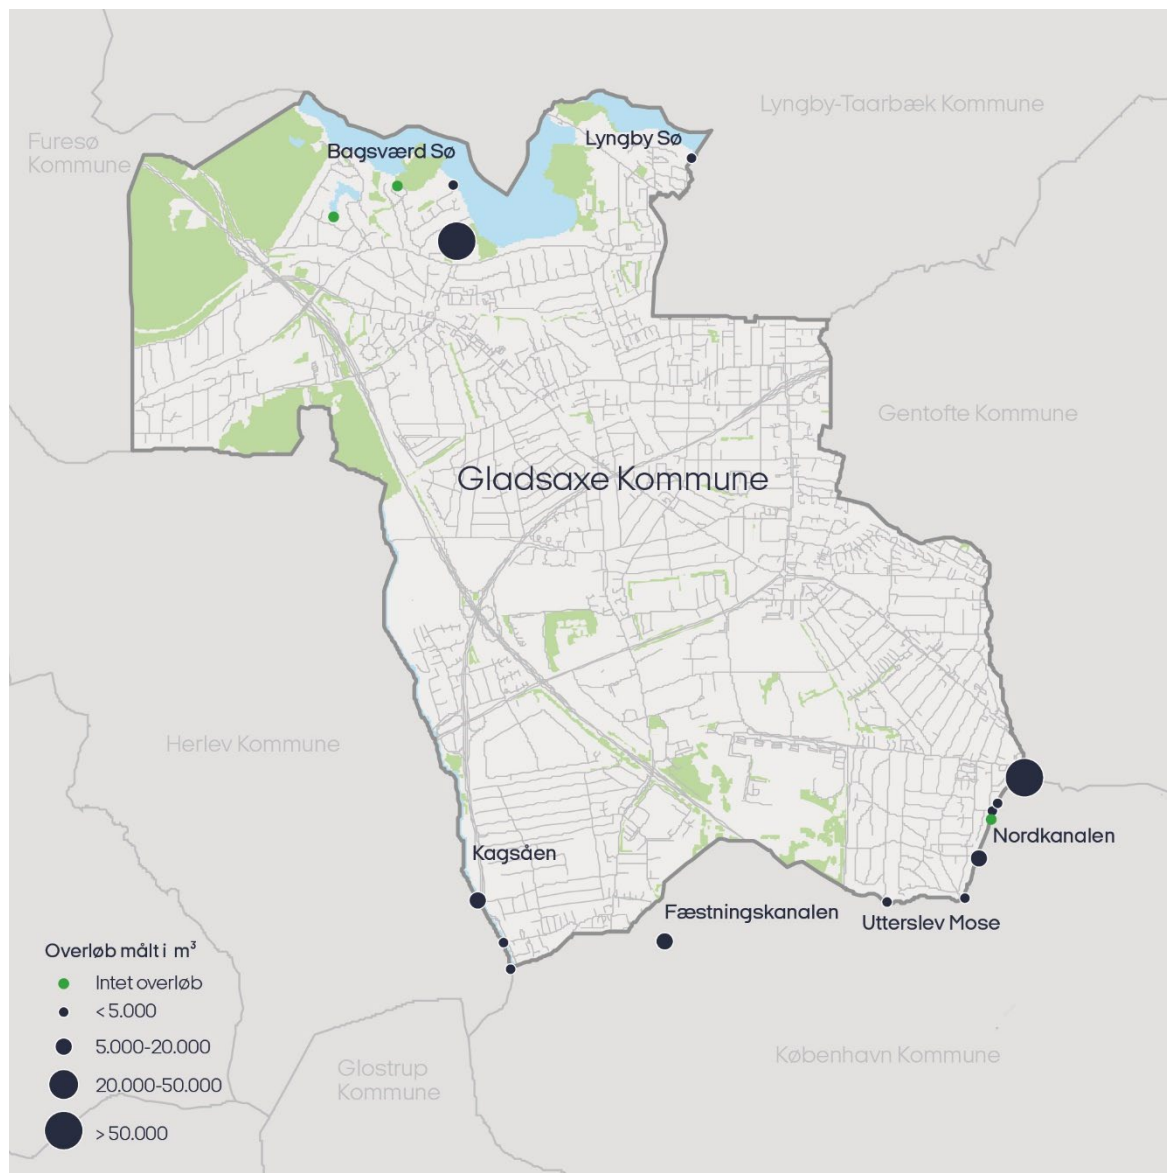 Lyngby-Taarbæk Kommune
Furesø
Kommune
Bagsværd Sø
Lyngby Sø
Gentofte Kommune
Gladsaxe Kommune
Herlev Kommune
Nordkanalen
Kagsåen
Fæstningskanalen
Utterslev Mose
Overløb målt i m³
Intet overløb
< 5.000
5.000-20.000
20.000-50.000
> 50.000
Glostrup
Kommune
København Kommune